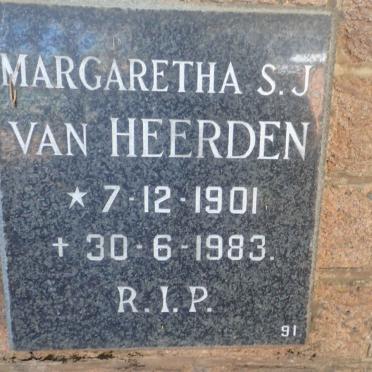 MARGARETHA S.J
VAN HEERDEN
★ 7-12-1901
✝ 30-6-1983.
R.I.P.
91